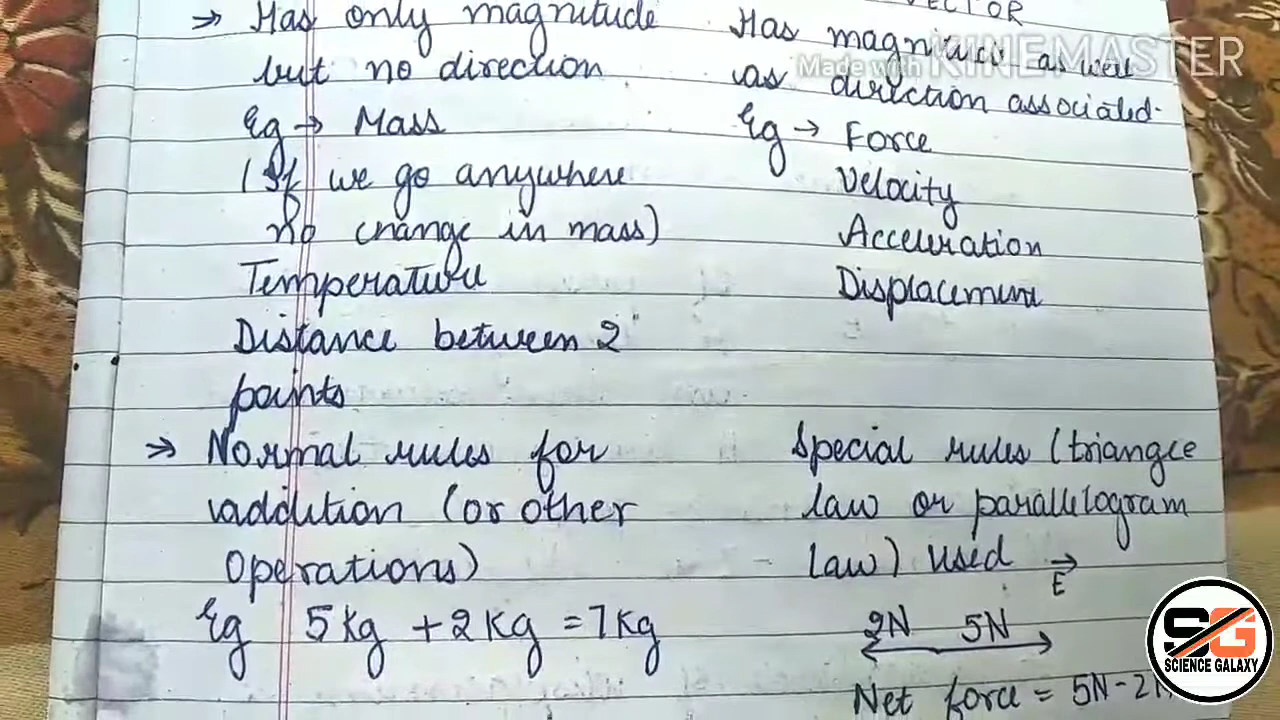 VECTOR
⇒ Has only magnitude
but no direction
Eg → Mass
(If we go anywhere
No change in mass)
Temperature
Distance between 2
points
Has magnitude as well
as direction associated.
Eg → Force
Velocity
Acceleration
Displacement
Made with KINEMASTER
⇒ Normal rules for
addition (or other
Operations)
Eg 5kg + 2kg = 7kg
Special rules (triangle
law or parallelogram
law) used
→
E
2N 5N
Net force = 5N - 2N
SG
SCIENCE GALAXY